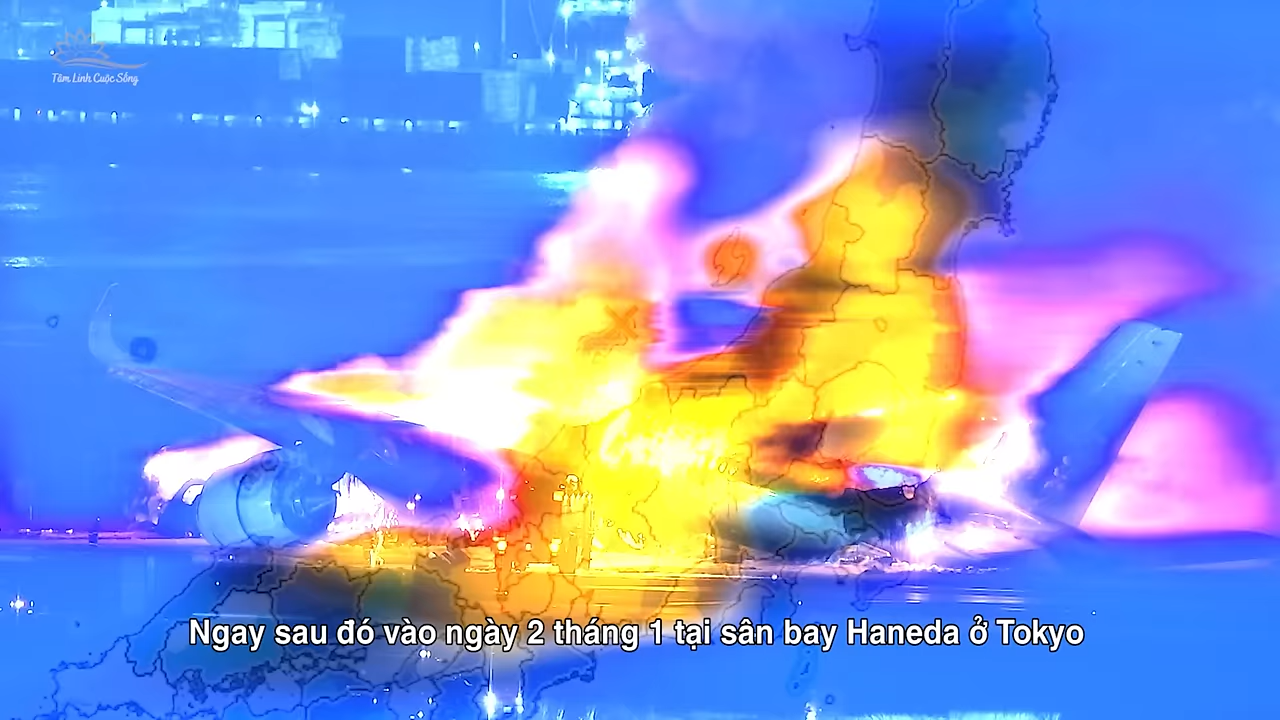 Tâm Linh Cuộc Sống
Ngay sau đó vào ngày 2 tháng 1 tại sân bay Haneda ở Tokyo